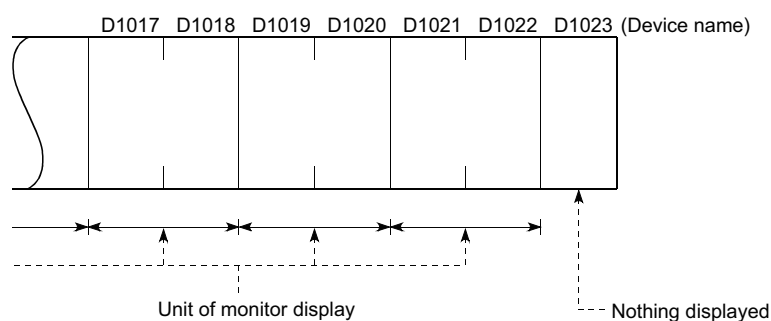 D1017 D1018 D1019 D1020 D1021 D1022 D1023 (Device name)
Unit of monitor display
Nothing displayed